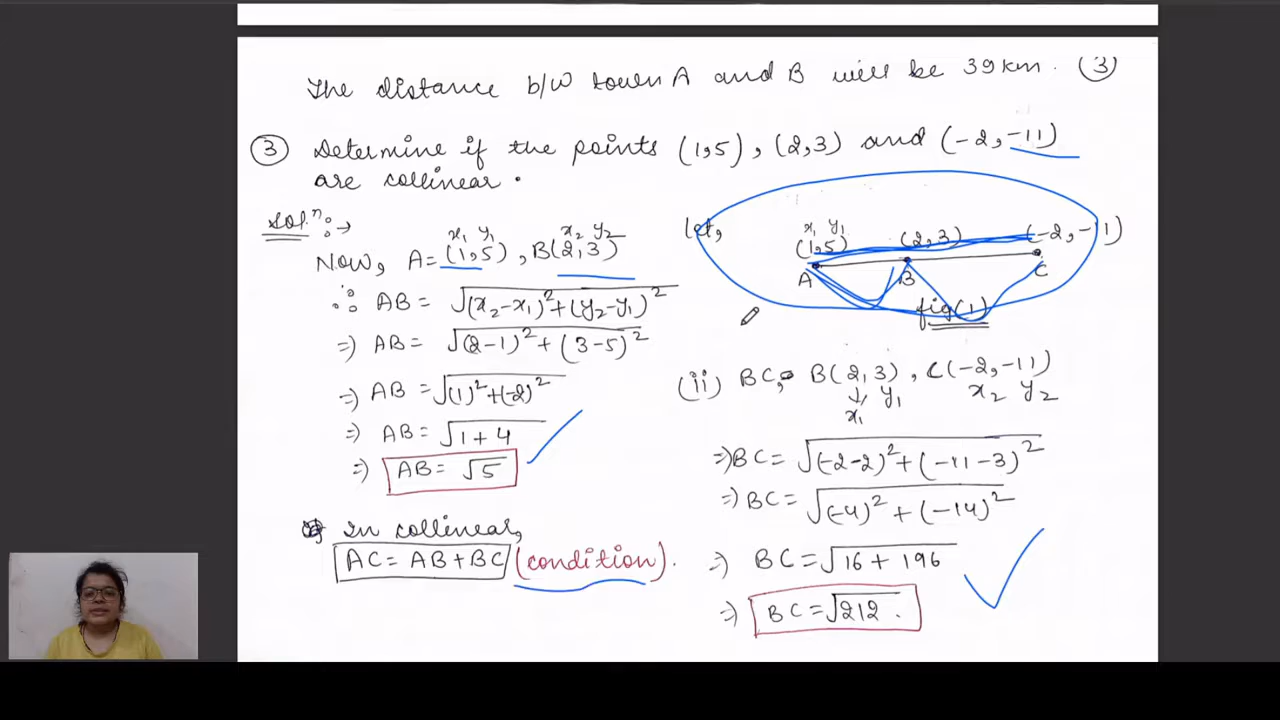 The distance b/w town A and B will be 39 km. (3)
(3) Determine if the points (1,5), (2,3) and (-2,-11)
are collinear.
Sol.ⁿ :→
Now, A = (1,5), B(2,3)
x₁ y₁ x₂ y₂
∴ AB = √(x₂-x₁)²+(y₂-y₁)²
⇒ AB = √(2-1)²+(3-5)²
⇒ AB = √(1)²+(-2)²
⇒ AB = √1+4
⇒ AB = √5
In collinear,
AC = AB+BC (condition).
let,
x₁ y₁
(1,5) (2,3) (-2,-11)
A B C
fig(1)
(ii) BC, B(2,3), C(-2,-11)
x₁ y₁ x₂ y₂
⇒ BC = √(-2-2)²+(-11-3)²
⇒ BC = √(-4)²+(-14)²
⇒ BC = √16+196
⇒ BC = √212.